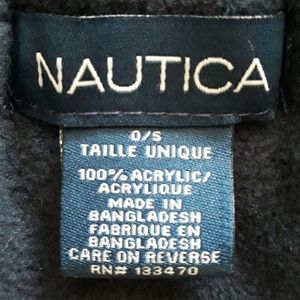 NAUTICA
O/S
TAILLE UNIQUE
100% ACRYLIC/
ACRYLIQUE
MADE IN
BANGLADESH
FABRIQUE EN
BANGLADESH
CARE ON REVERSE
RN# 133470